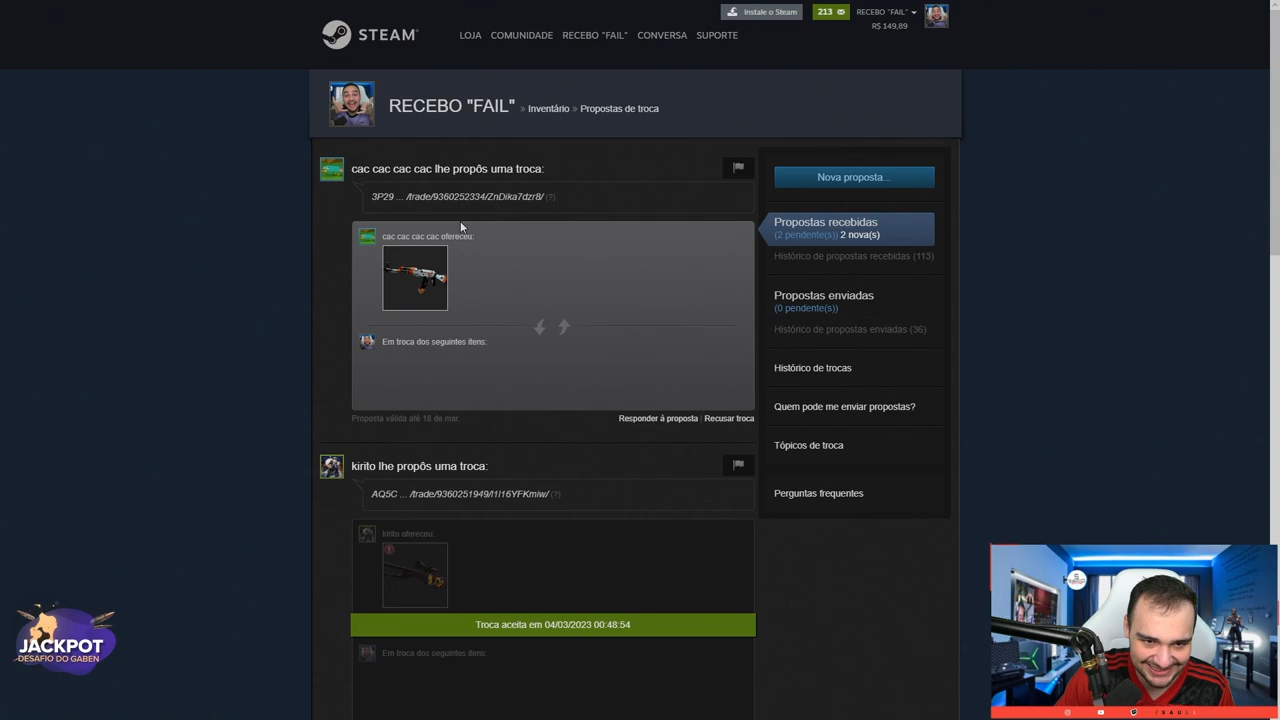 Instale o Steam
213
RECEBO "FAIL"
R$ 149,89
STEAM
LOJA COMUNIDADE RECEBO "FAIL" CONVERSA SUPORTE
RECEBO "FAIL" » Inventário » Propostas de troca
cac cac cac cac lhe propôs uma troca:
3P29 ... /trade/9360252334/ZnDika7dzr8/ (?)
cac cac cac cac ofereceu:
Em troca dos seguintes itens:
Proposta válida até 18 de mar.
Responder à proposta | Recusar troca
kirito lhe propôs uma troca:
AQ5C ... /trade/9360251949/l1l16YFKmiw/ (?)
kirito ofereceu:
Troca aceita em 04/03/2023 00:48:54
Em troca dos seguintes itens:
Nova proposta...
Propostas recebidas
(2 pendente(s)) 2 nova(s)
Histórico de propostas recebidas (113)
Propostas enviadas
(0 pendente(s))
Histórico de propostas enviadas (36)
Histórico de trocas
Quem pode me enviar propostas?
Tópicos de troca
Perguntas frequentes
JACKPOT
DESAFIO DO GABEN